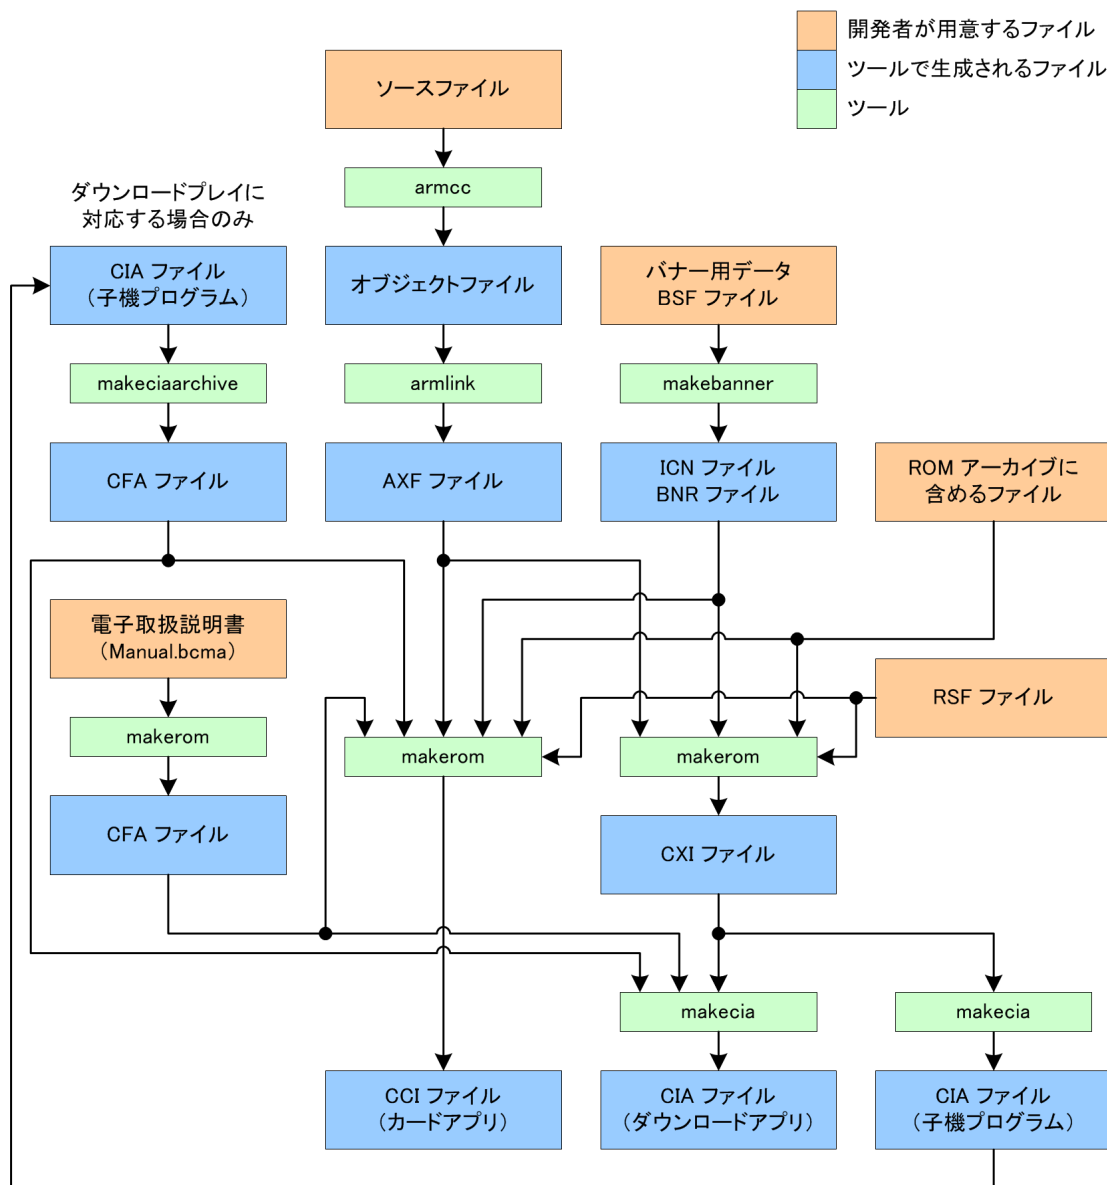 開発者が用意するファイル
ツールで生成されるファイル
ツール
ソースファイル
armcc
ダウンロードプレイに
対応する場合のみ
CIA ファイル
（子機プログラム）
オブジェクトファイル
バナー用データ
BSF ファイル
makeciaarchive
armlink
makebanner
CFA ファイル
AXF ファイル
ICN ファイル
BNR ファイル
ROM アーカイブに
含めるファイル
電子取扱説明書
（Manual.bcma）
RSF ファイル
makerom
makerom
makerom
CFA ファイル
CXI ファイル
makecia
makecia
CCI ファイル
（カードアプリ）
CIA ファイル
（ダウンロードアプリ）
CIA ファイル
（子機プログラム）